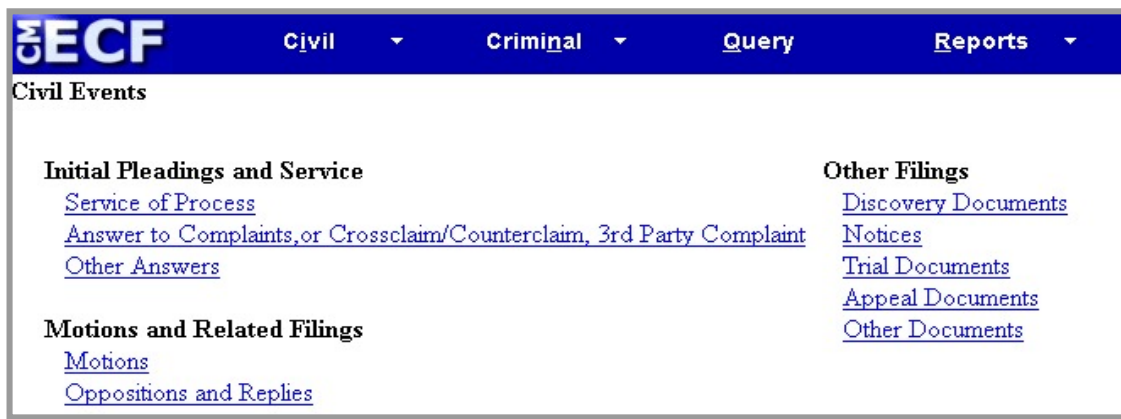 CM ECF Civil Criminal Query Reports
Civil Events
Initial Pleadings and Service
Service of Process
Answer to Complaints,or Crossclaim/Counterclaim, 3rd Party Complaint
Other Answers
Motions and Related Filings
Motions
Oppositions and Replies
Other Filings
Discovery Documents
Notices
Trial Documents
Appeal Documents
Other Documents